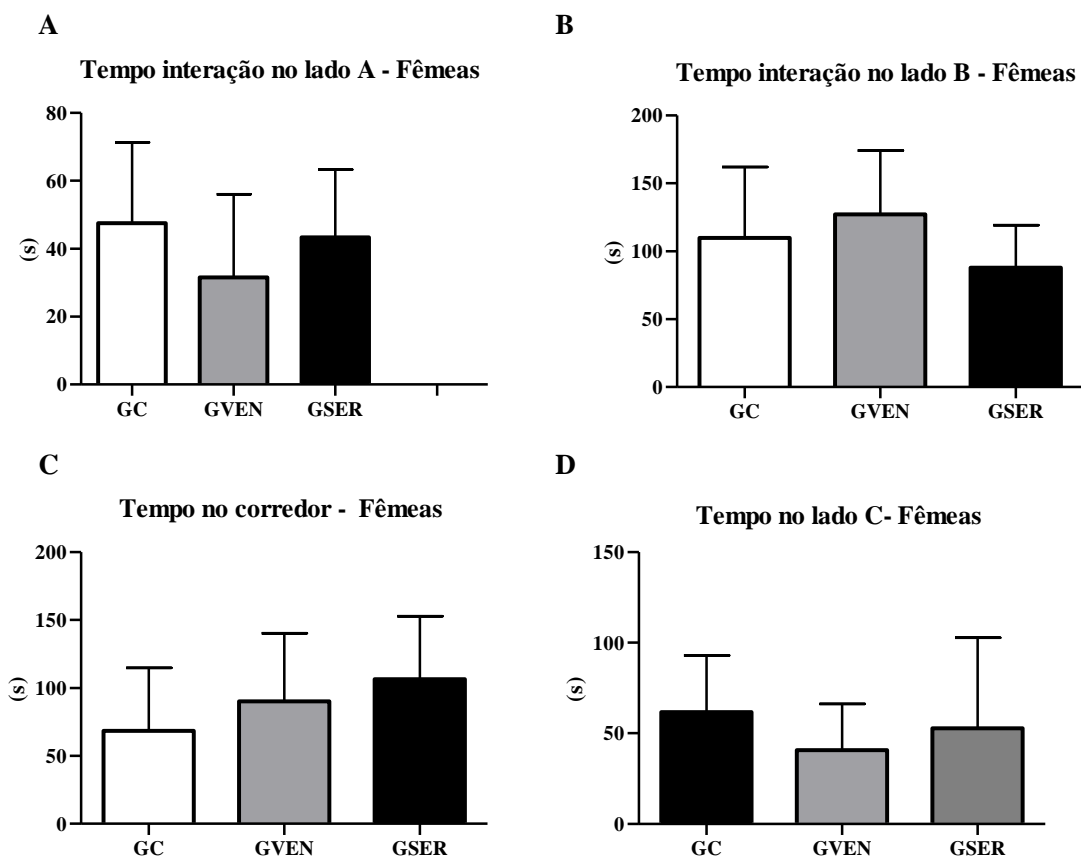 A
Tempo interação no lado A - Fêmeas
80
60
40
20
0
(s)
GC GVEN GSER
B
Tempo interação no lado B - Fêmeas
200
150
100
50
0
(s)
GC GVEN GSER
C
Tempo no corredor - Fêmeas
200
150
100
50
0
(s)
GC GVEN GSER
D
Tempo no lado C- Fêmeas
150
100
50
0
(s)
GC GVEN GSER